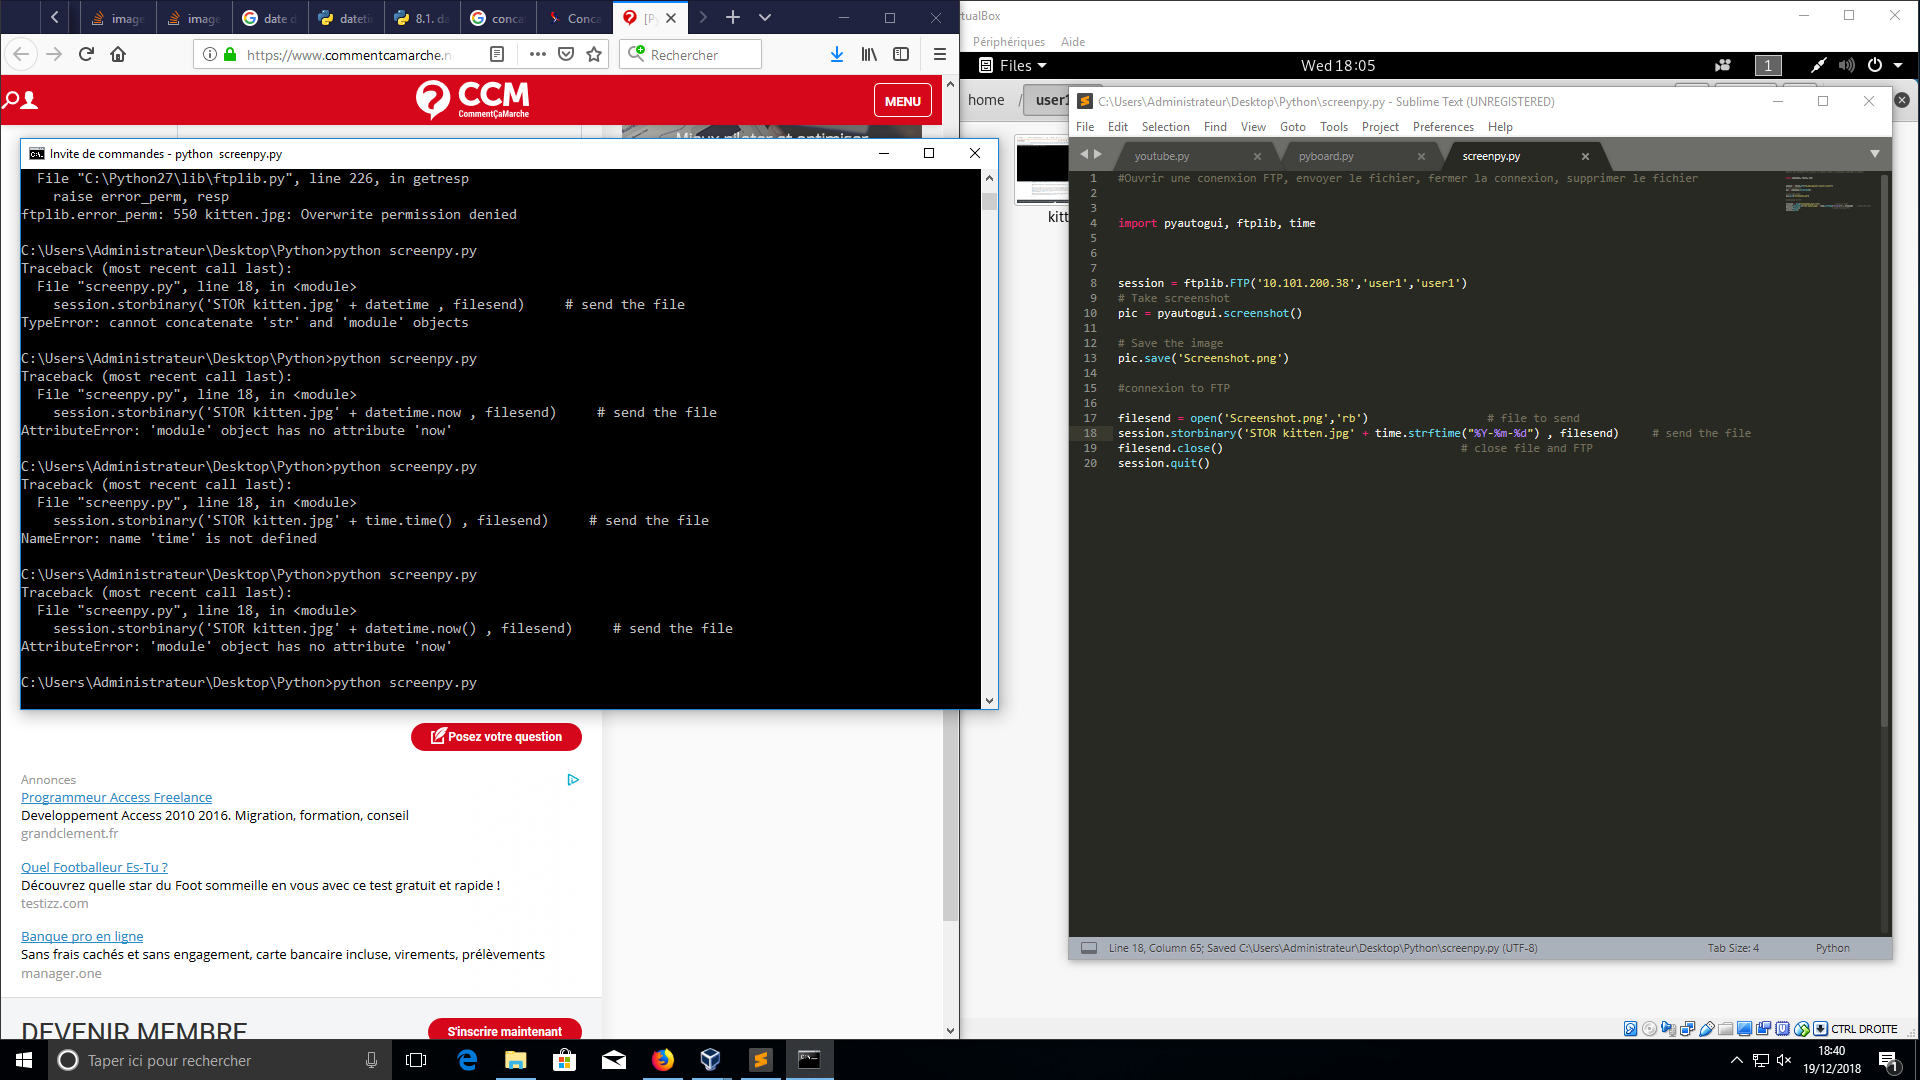 image
image
date d
datetin
8.1. da
conca
Conca
[Py
https://www.commentcamarche.n
Rechercher
CCM
CommentÇaMarche
MENU
Invite de commandes - python  screenpy.py
File "C:\Python27\lib\ftplib.py", line 226, in getresp
raise error_perm, resp
ftplib.error_perm: 550 kitten.jpg: Overwrite permission denied
C:\Users\Administrateur\Desktop\Python>python screenpy.py
Traceback (most recent call last):
File "screenpy.py", line 18, in <module>
session.storbinary('STOR kitten.jpg' + datetime , filesend)     # send the file
TypeError: cannot concatenate 'str' and 'module' objects
C:\Users\Administrateur\Desktop\Python>python screenpy.py
Traceback (most recent call last):
File "screenpy.py", line 18, in <module>
session.storbinary('STOR kitten.jpg' + datetime.now , filesend)     # send the file
AttributeError: 'module' object has no attribute 'now'
C:\Users\Administrateur\Desktop\Python>python screenpy.py
Traceback (most recent call last):
File "screenpy.py", line 18, in <module>
session.storbinary('STOR kitten.jpg' + time.time() , filesend)     # send the file
NameError: name 'time' is not defined
C:\Users\Administrateur\Desktop\Python>python screenpy.py
Traceback (most recent call last):
File "screenpy.py", line 18, in <module>
session.storbinary('STOR kitten.jpg' + datetime.now() , filesend)     # send the file
AttributeError: 'module' object has no attribute 'now'
C:\Users\Administrateur\Desktop\Python>python screenpy.py
Posez votre question
Annonces
Programmeur Access Freelance
Developpement Access 2010 2016. Migration, formation, conseil
grandclement.fr
Quel Footballeur Es-Tu ?
Découvrez quelle star du Foot sommeille en vous avec ce test gratuit et rapide !
testizz.com
Banque pro en ligne
Sans frais cachés et sans engagement, carte bancaire incluse, virements, prélèvements
manager.one
DEVENIR MEMBRE
S'inscrire maintenant
rtualBox
Périphériques Aide
Files
Wed 18:05
1
home / user1
kitt
C:\Users\Administrateur\Desktop\Python\screenpy.py - Sublime Text (UNREGISTERED)
File Edit Selection Find View Goto Tools Project Preferences Help
youtube.py
pyboard.py
screenpy.py
1 #Ouvrir une conenxion FTP, envoyer le fichier, fermer la connexion, supprimer le fichier
2
3
4 import pyautogui, ftplib, time
5
6
7
8 session = ftplib.FTP('10.101.200.38','user1','user1')
9 # Take screenshot
10 pic = pyautogui.screenshot()
11
12 # Save the image
13 pic.save('Screenshot.png')
14
15 #connexion to FTP
16
17 filesend = open('Screenshot.png','rb')                  # file to send
18 session.storbinary('STOR kitten.jpg' + time.strftime("%Y-%m-%d") , filesend)     # send the file
19 filesend.close()                                    # close file and FTP
20 session.quit()
Line 18, Column 65; Saved C:\Users\Administrateur\Desktop\Python\screenpy.py (UTF-8)
Tab Size: 4
Python
CTRL DROITE
Taper ici pour rechercher
18:40
19/12/2018
1